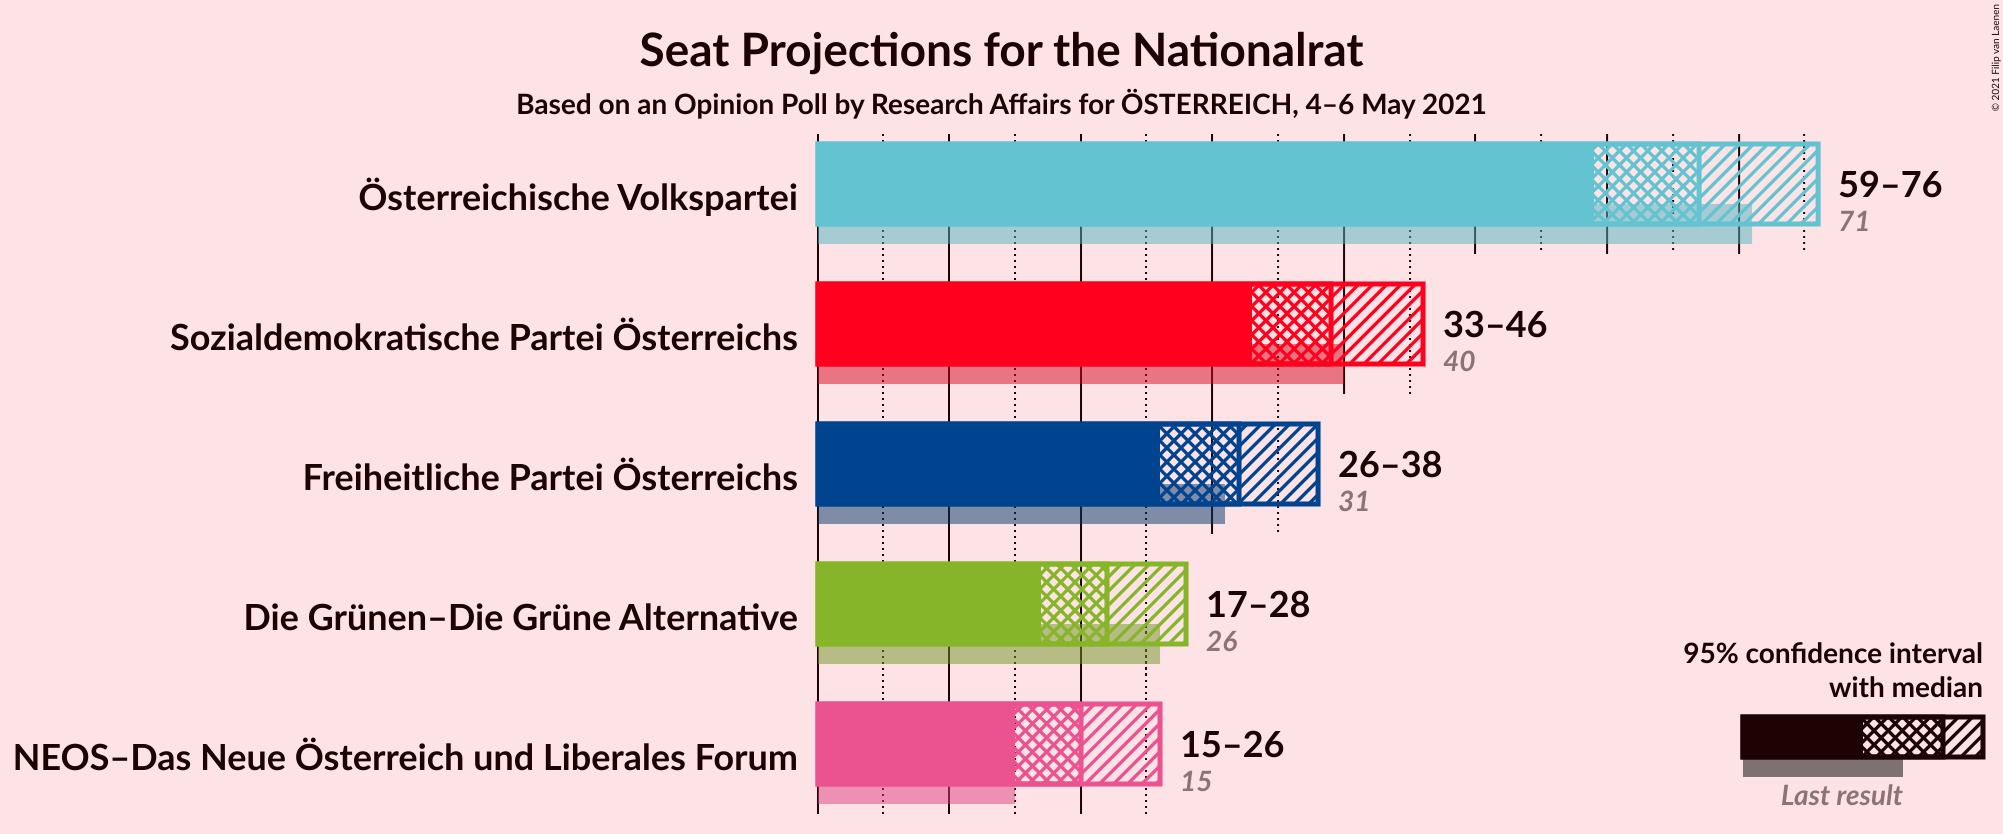 Seat Projections for the Nationalrat
Based on an Opinion Poll by Research Affairs for ÖSTERREICH, 4–6 May 2021
© 2021 Filip van Laenen
Österreichische Volkspartei
59–76
71
Sozialdemokratische Partei Österreichs
33–46
40
Freiheitliche Partei Österreichs
26–38
31
Die Grünen–Die Grüne Alternative
17–28
26
NEOS–Das Neue Österreich und Liberales Forum
15–26
15
95% confidence interval
with median
Last result